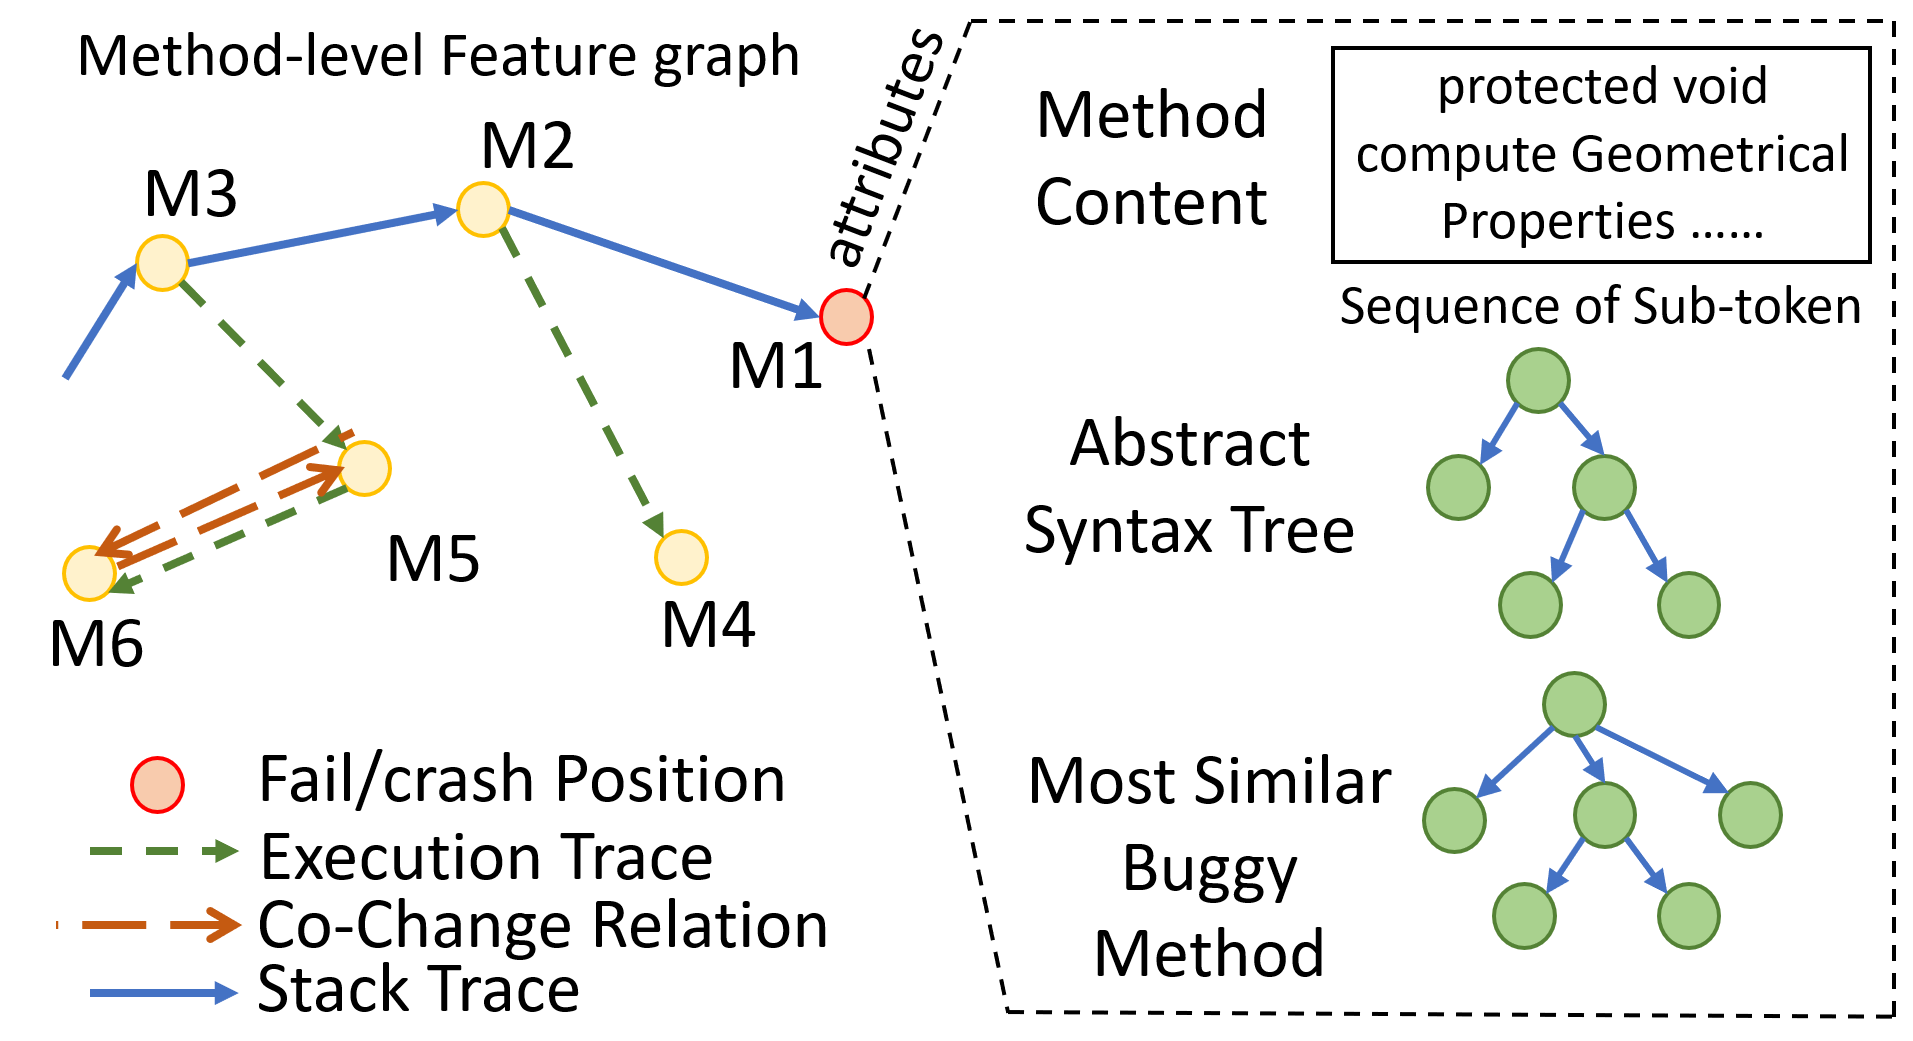 Method-level Feature graph
M3
M2
M1
M5
M4
M6
Fail/crash Position
Execution Trace
Co-Change Relation
Stack Trace
attributes
Method
Content
protected void
compute Geometrical
Properties ......
Sequence of Sub-token
Abstract
Syntax Tree
Most Similar
Buggy
Method